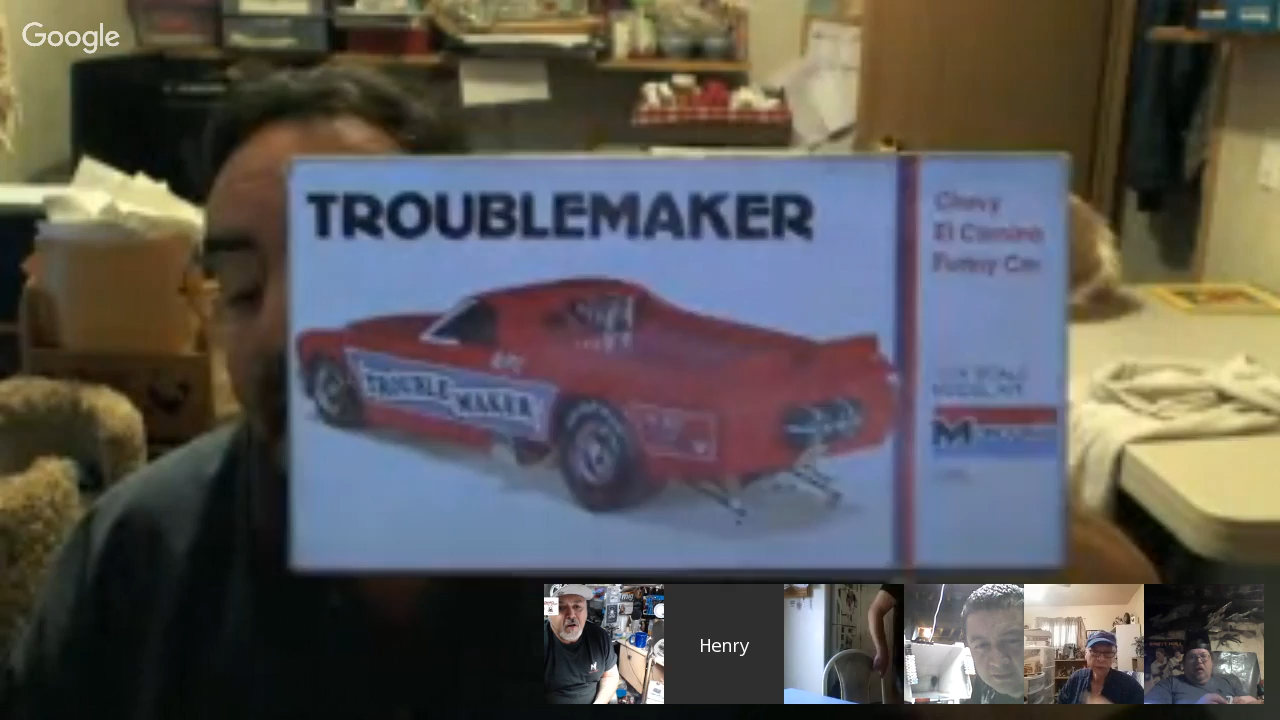 Google
TROUBLEMAKER
Chevy
El Camino
Funny Car
TROUBLE MAKER
Henry